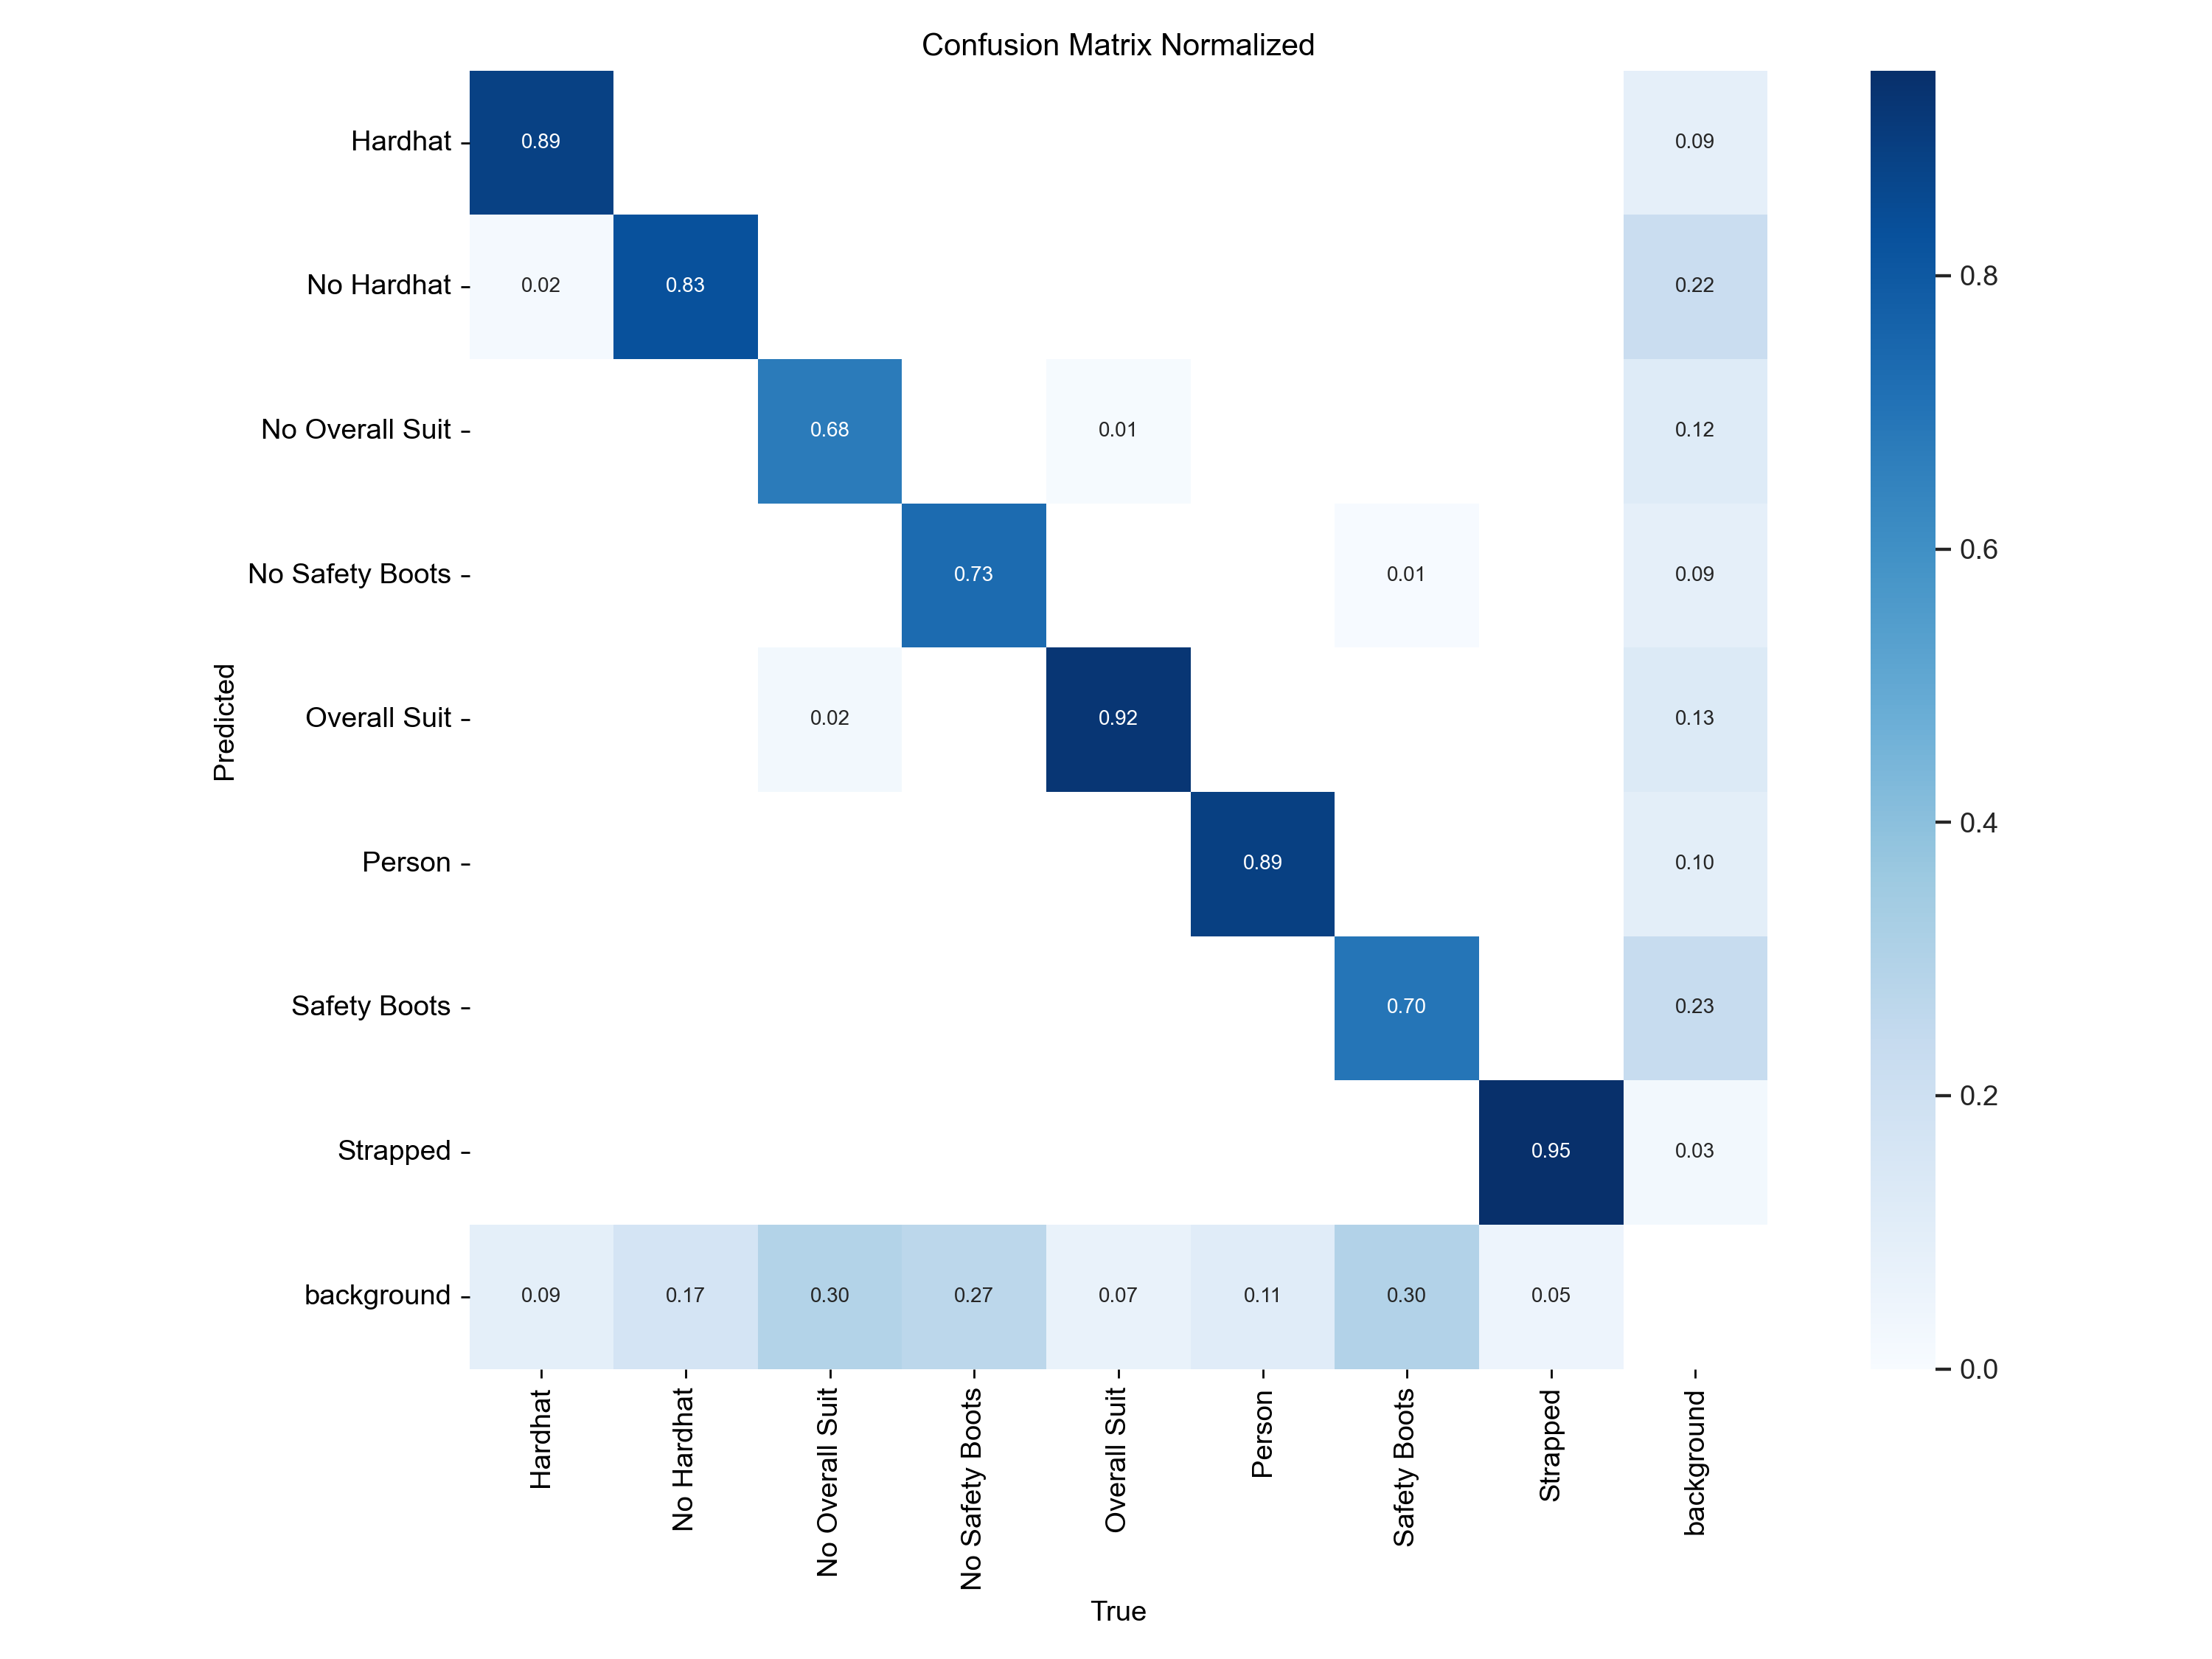 Confusion Matrix Normalized
Predicted
Hardhat 0.89 0.09
No Hardhat 0.02 0.83 0.22
No Overall Suit 0.68 0.01 0.12
No Safety Boots 0.73 0.01 0.09
Overall Suit 0.02 0.92 0.13
Person 0.89 0.10
Safety Boots 0.70 0.23
Strapped 0.95 0.03
background 0.09 0.17 0.30 0.27 0.07 0.11 0.30 0.05
Hardhat
No Hardhat
No Overall Suit
No Safety Boots
Overall Suit
Person
Safety Boots
Strapped
background
True
0.8
0.6
0.4
0.2
0.0